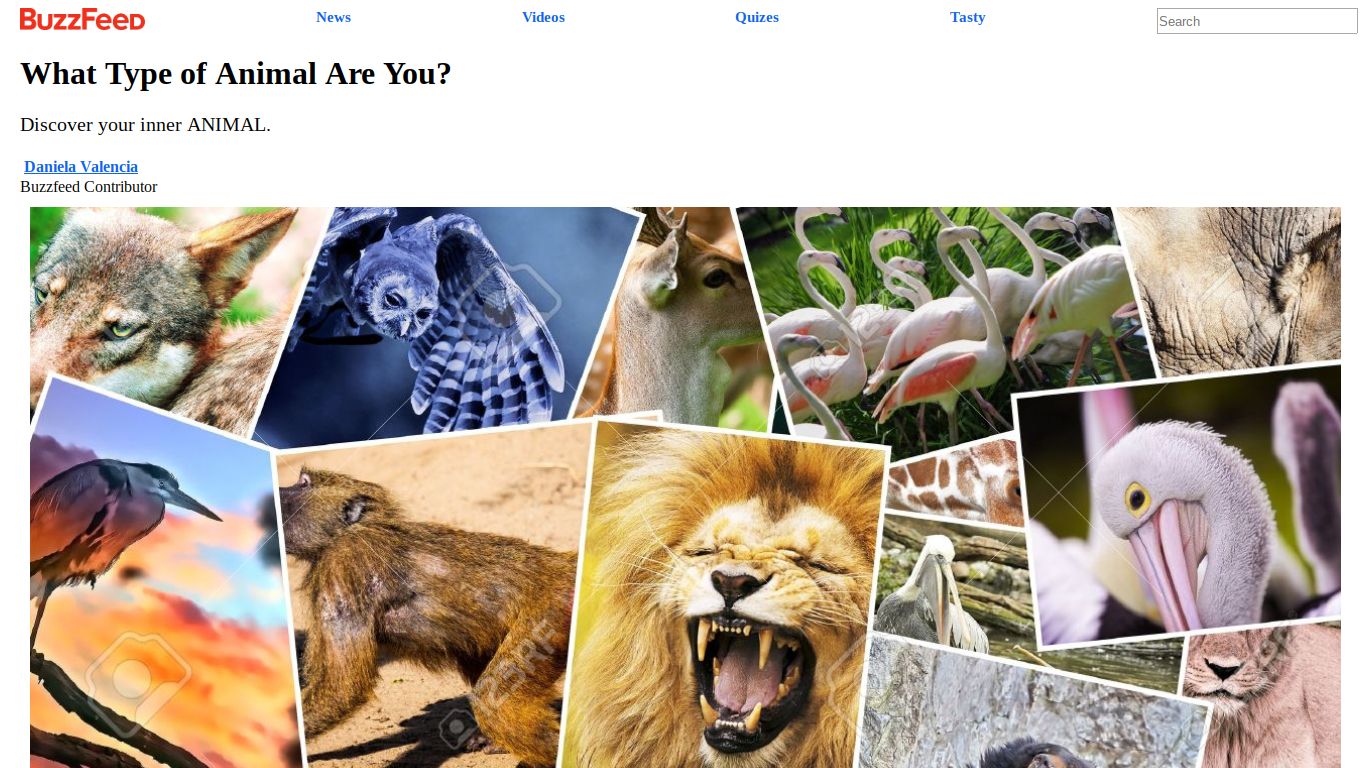 BuzzFeed News Videos Quizes Tasty Search
What Type of Animal Are You?
Discover your inner ANIMAL.
Daniela Valencia
Buzzfeed Contributor
123RF